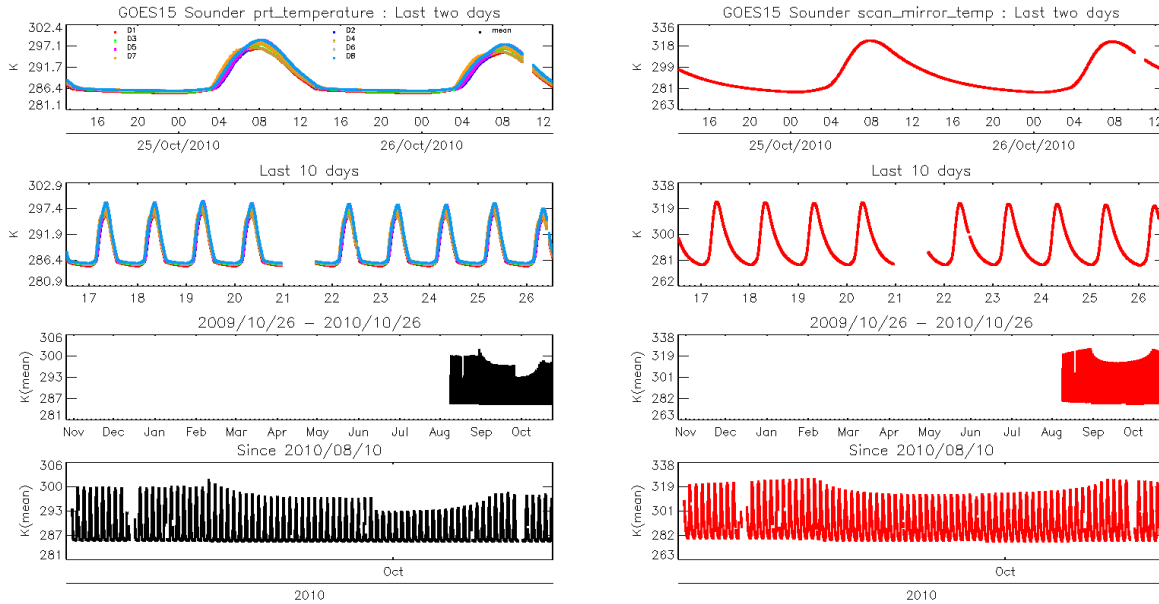 GOES15 Sounder prt_temperature : Last two days
302.4
297.1
291.7
286.4
281.1
K
D1 D2 mean
D3 D4
D5 D6
D7 D8
16 20 00 04 08 12 16 20 00 04 08 12
25/Oct/2010 26/Oct/2010
Last 10 days
302.9
297.4
291.9
286.4
280.9
K
17 18 19 20 21 22 23 24 25 26
2009/10/26 - 2010/10/26
306
300
293
287
281
K(mean)
Nov Dec Jan Feb Mar Apr May Jun Jul Aug Sep Oct
Since 2010/08/10
306
300
293
287
281
K(mean)
Oct
2010
GOES15 Sounder scan_mirror_temp : Last two days
336
318
299
281
263
K
16 20 00 04 08 12 16 20 00 04 08 12
25/Oct/2010 26/Oct/2010
Last 10 days
338
319
300
281
262
K
17 18 19 20 21 22 23 24 25 26
2009/10/26 - 2010/10/26
338
319
301
282
263
K(mean)
Nov Dec Jan Feb Mar Apr May Jun Jul Aug Sep Oct
Since 2010/08/10
338
319
301
282
263
K(mean)
Oct
2010